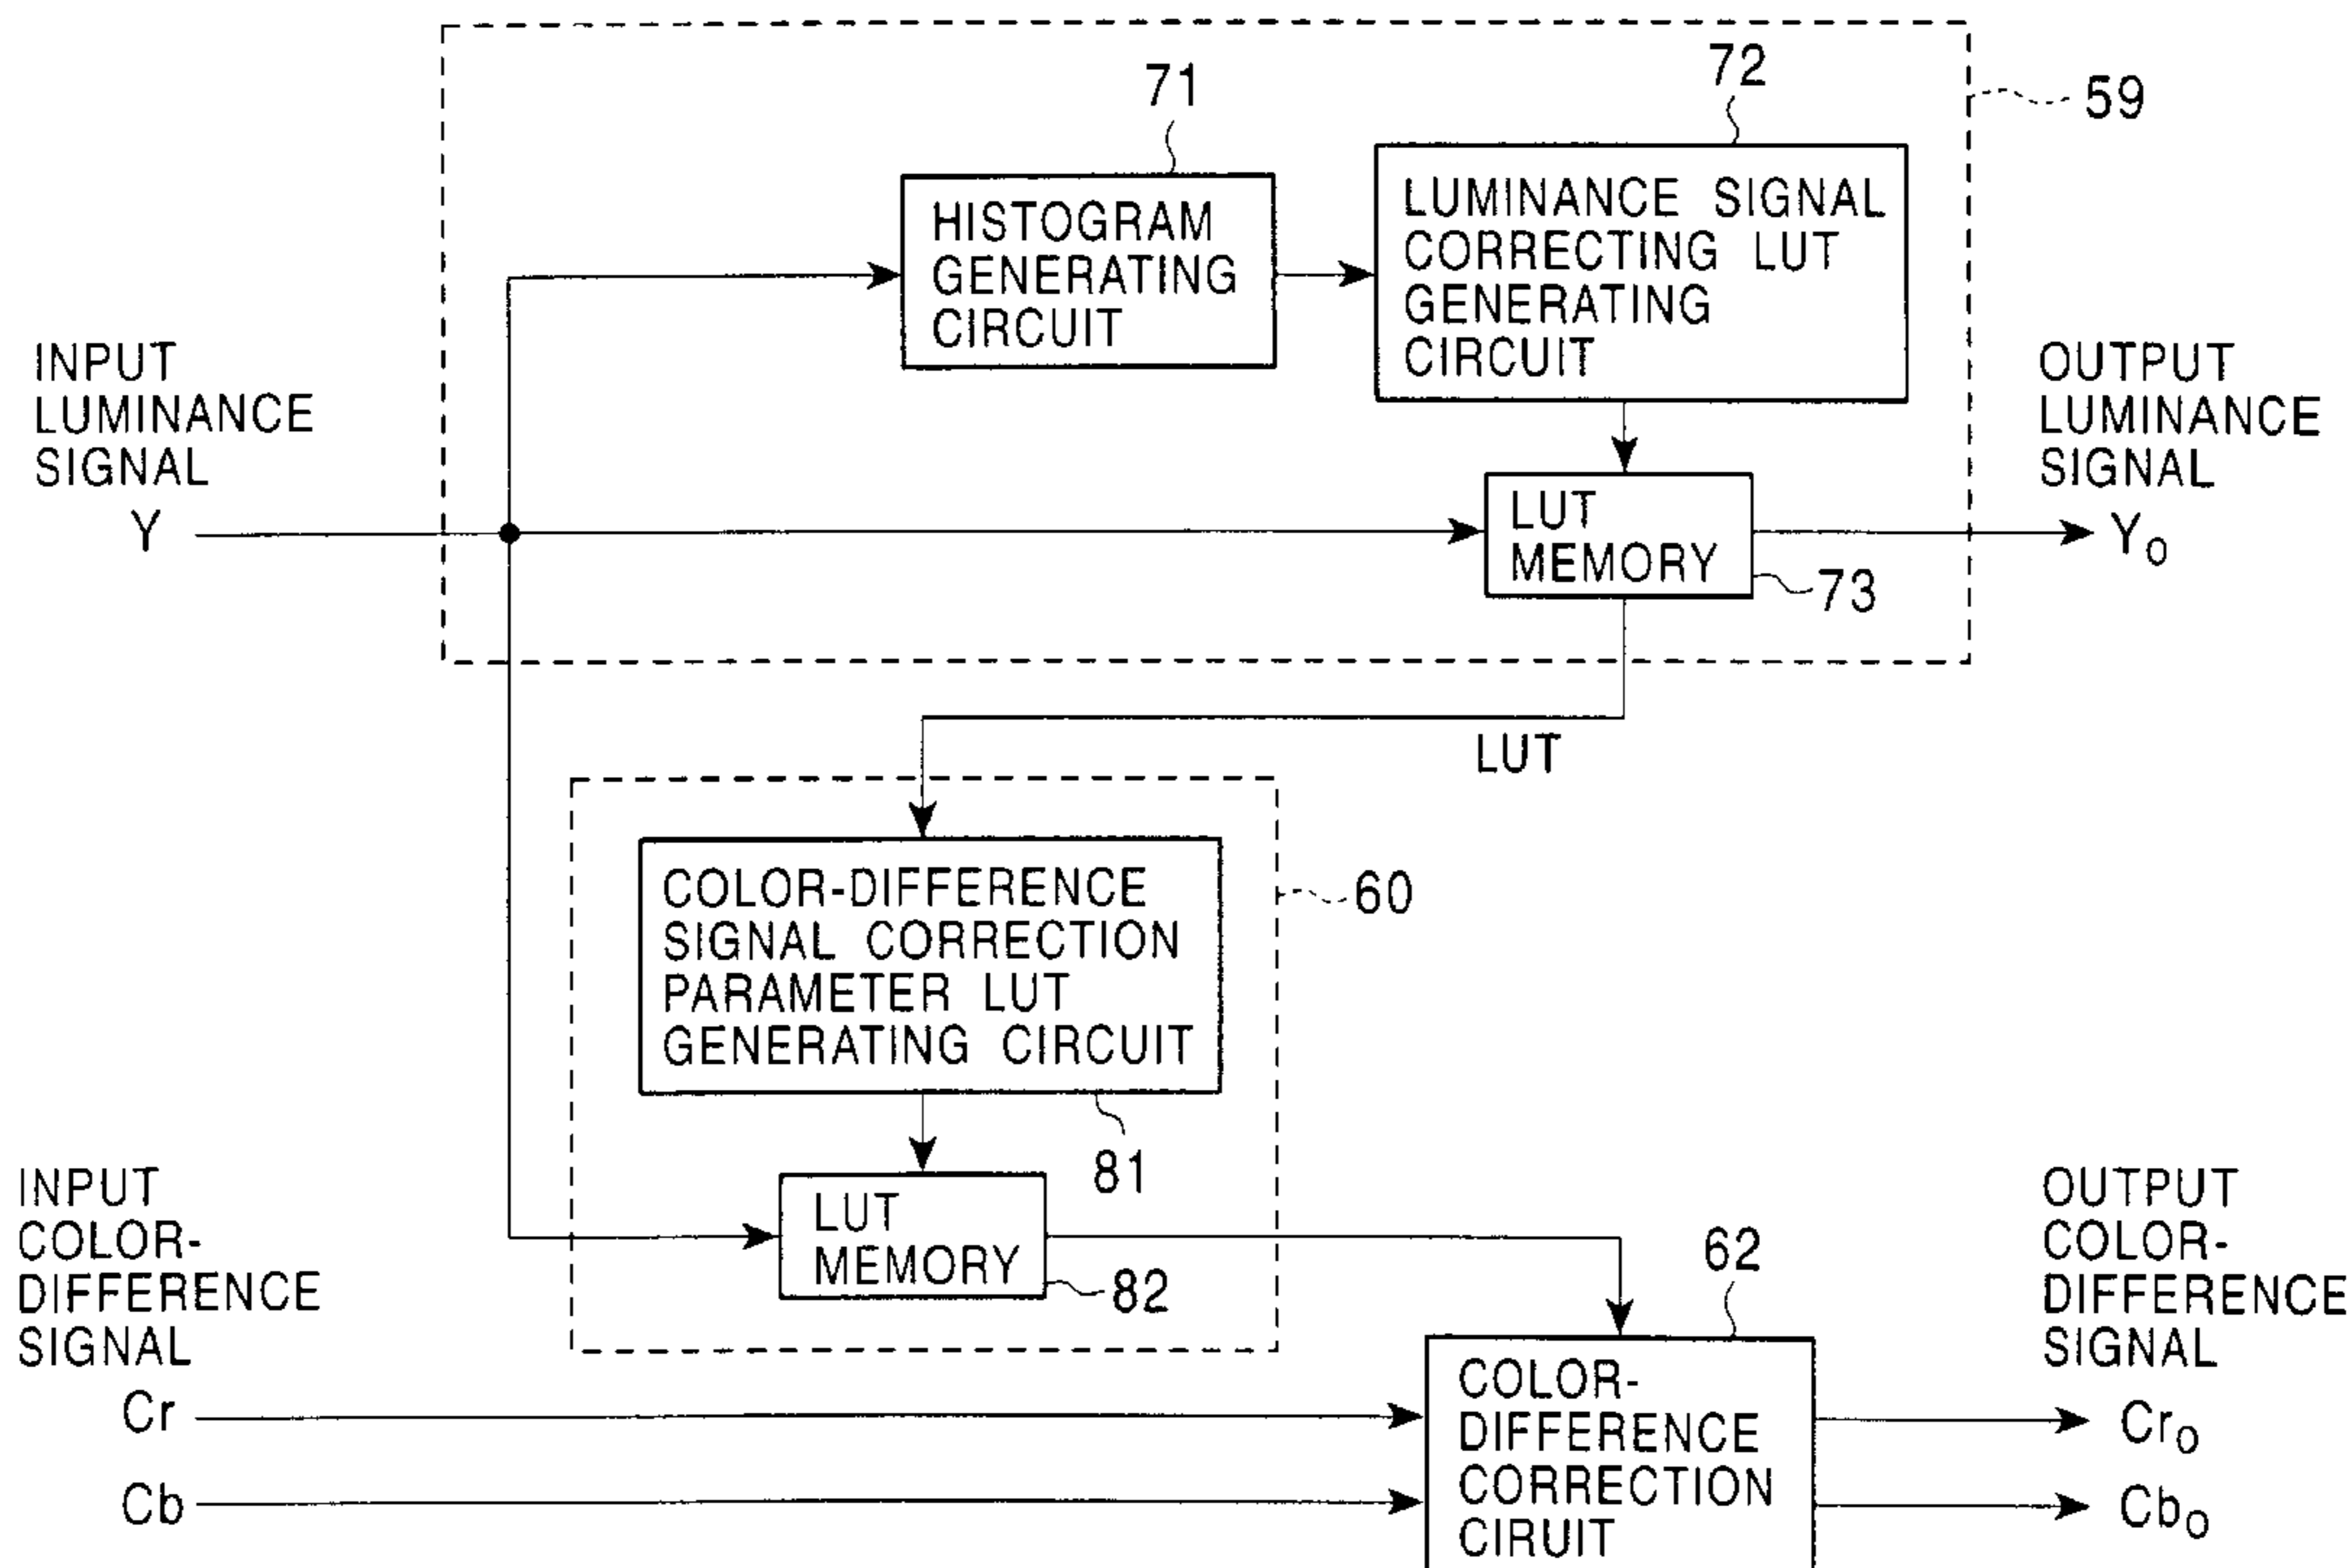 71
72
59
HISTOGRAM
GENERATING
CIRCUIT
LUMINANCE SIGNAL
CORRECTING LUT
GENERATING
CIRCUIT
INPUT
LUMINANCE
SIGNAL
Y
OUTPUT
LUMINANCE
SIGNAL
Yo
LUT
MEMORY
73
LUT
COLOR-DIFFERENCE
SIGNAL CORRECTION
PARAMETER LUT
GENERATING CIRCUIT
60
81
LUT
MEMORY
82
62
INPUT
COLOR-
DIFFERENCE
SIGNAL
Cr
Cb
COLOR-
DIFFERENCE
CORRECTION
CIRUIT
OUTPUT
COLOR-
DIFFERENCE
SIGNAL
Cro
Cbo